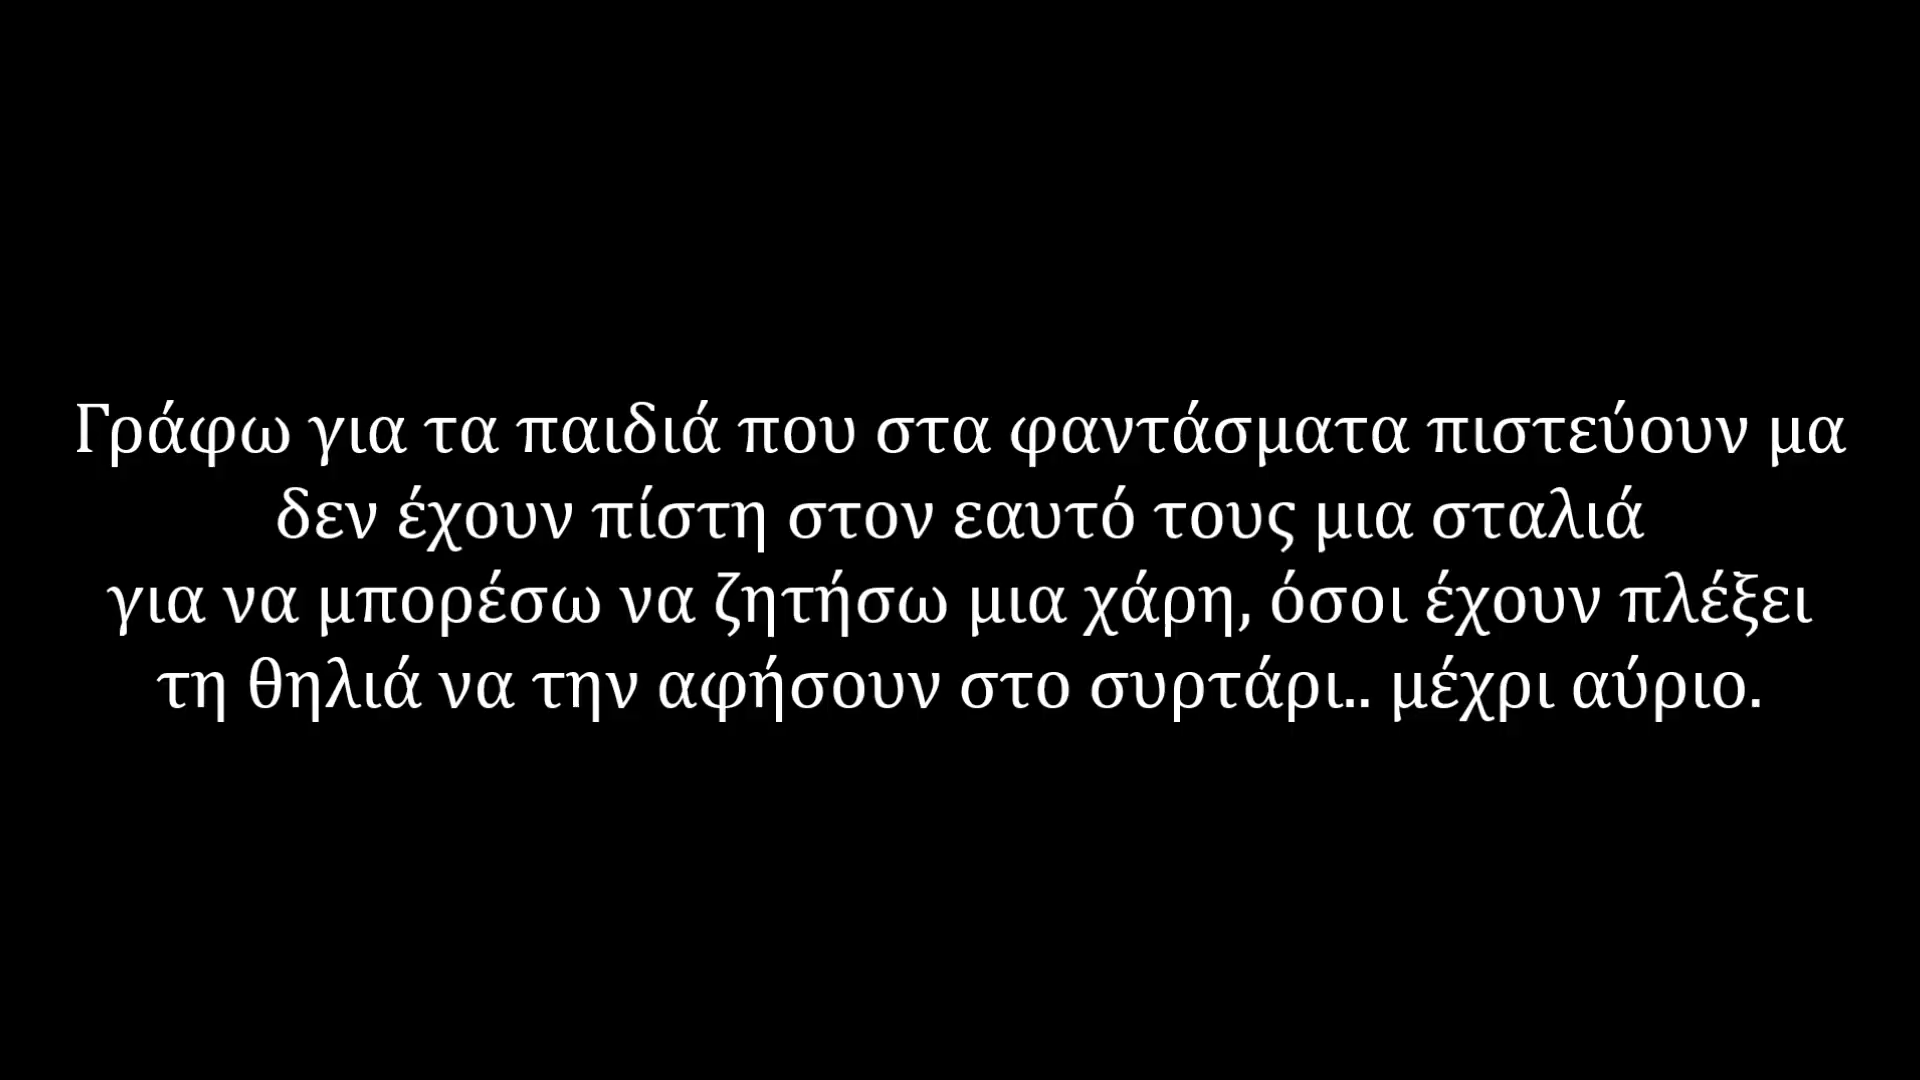 Γράφω για τα παιδιά που στα φαντάσματα πιστεύουν μα
δεν έχουν πίστη στον εαυτό τους μια σταλιά
για να μπορέσω να ζητήσω μια χάρη, όσοι έχουν πλέξει
τη θηλιά να την αφήσουν στο συρτάρι.. μέχρι αύριο.